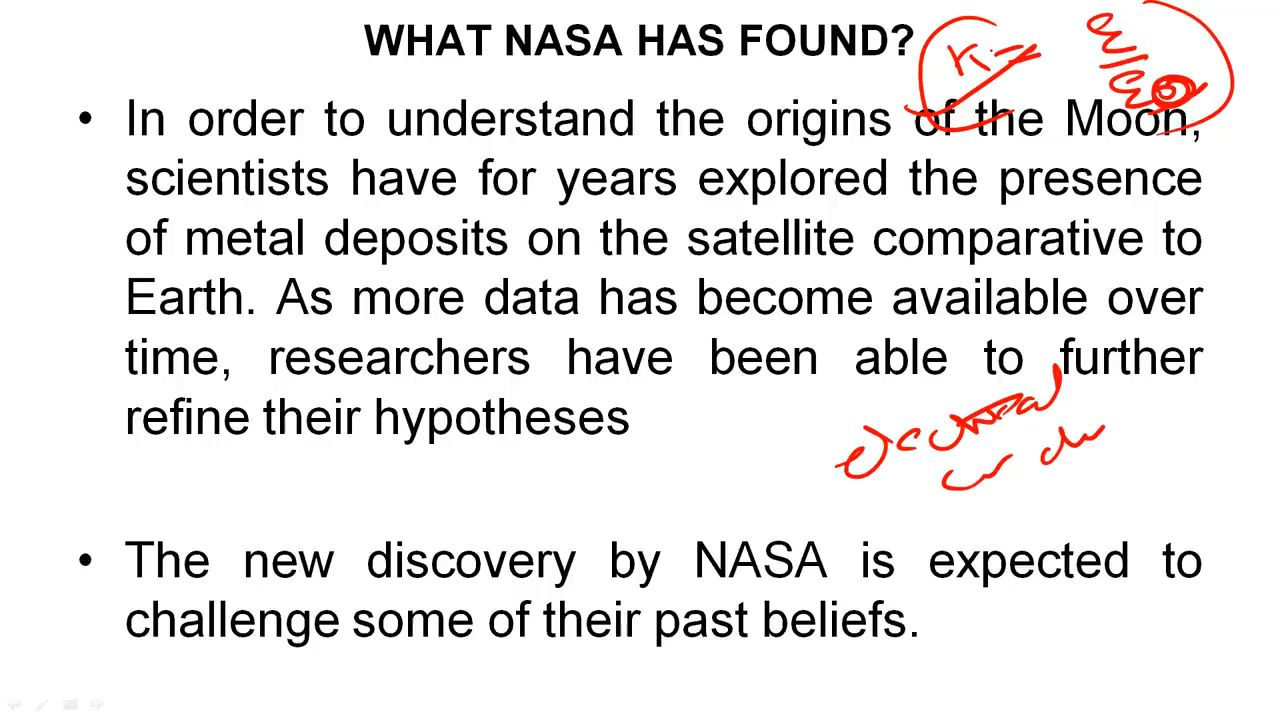 WHAT NASA HAS FOUND?
• In order to understand the origins of the Moon,
scientists have for years explored the presence
of metal deposits on the satellite comparative to
Earth. As more data has become available over
time, researchers have been able to further
refine their hypotheses
• The new discovery by NASA is expected to
challenge some of their past beliefs.